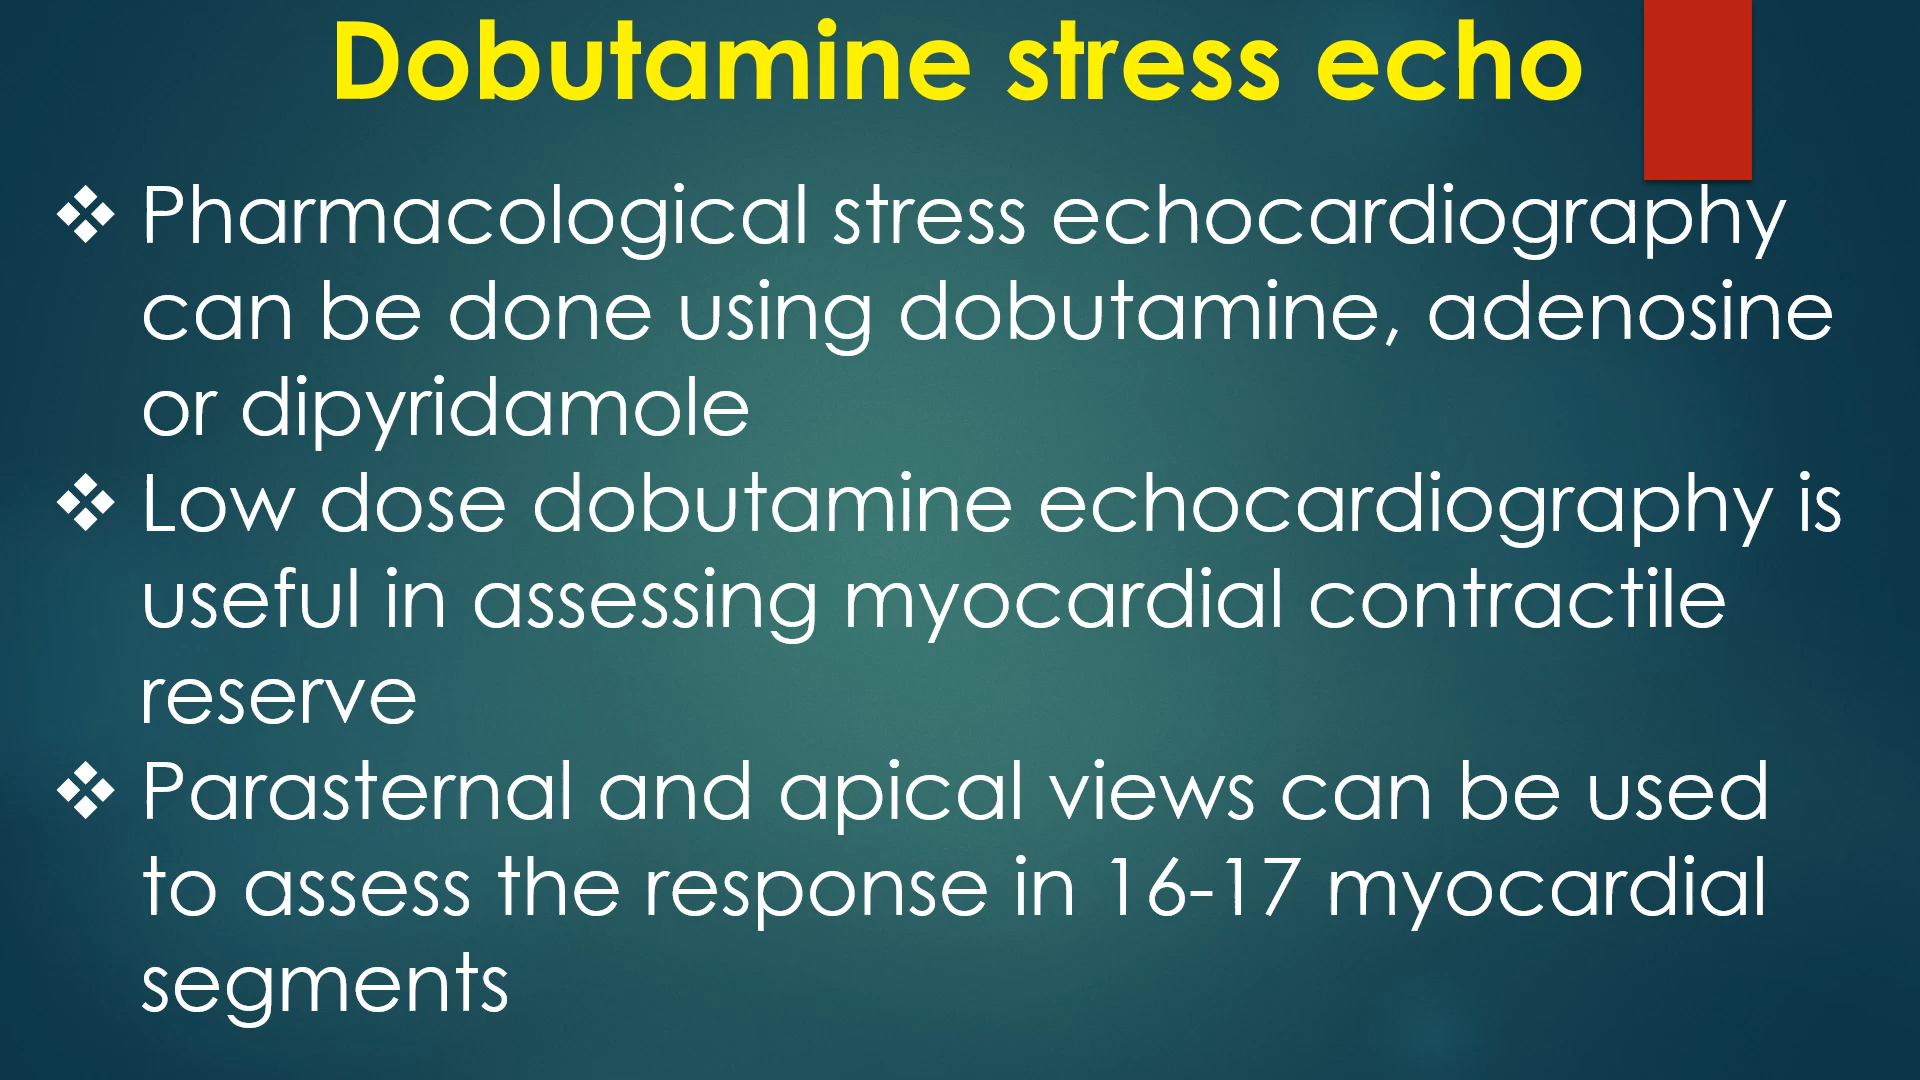 Dobutamine stress echo
❖ Pharmacological stress echocardiography
can be done using dobutamine, adenosine
or dipyridamole
❖ Low dose dobutamine echocardiography is
useful in assessing myocardial contractile
reserve
❖ Parasternal and apical views can be used
to assess the response in 16-17 myocardial
segments